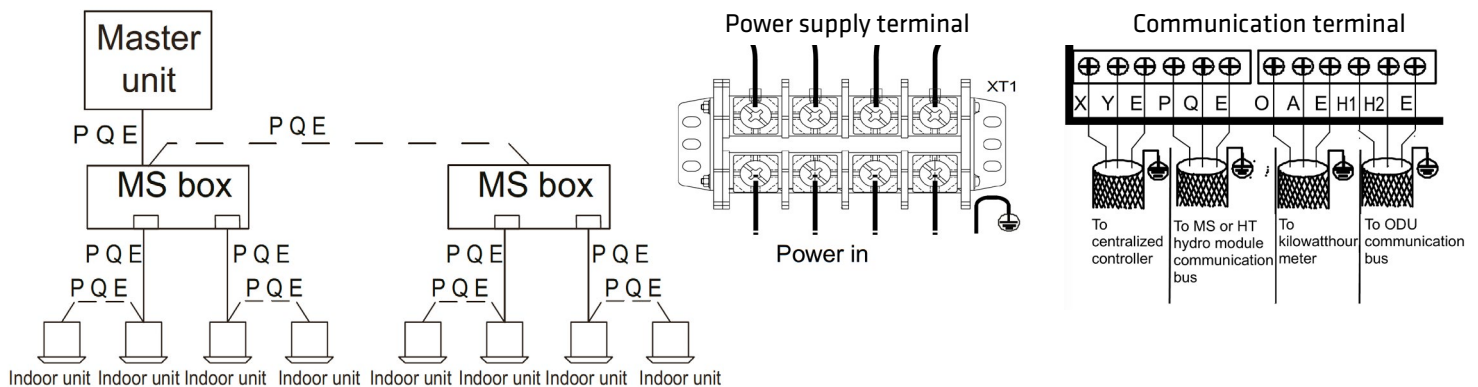 Master
unit
P Q E
P Q E
MS box
MS box
P Q E
P Q E
P Q E
P Q E
P Q E
P Q E
P Q E
P Q E
Indoor unit
Indoor unit
Indoor unit
Indoor unit
Indoor unit
Indoor unit
Indoor unit
Indoor unit
Power supply terminal
XT1
Power in
Communication terminal
X Y E P Q E O A E H1 H2 E
To
centralized
controller
To MS or HT
hydro module
communication
bus
To
kilowatthour
meter
To ODU
communication
bus